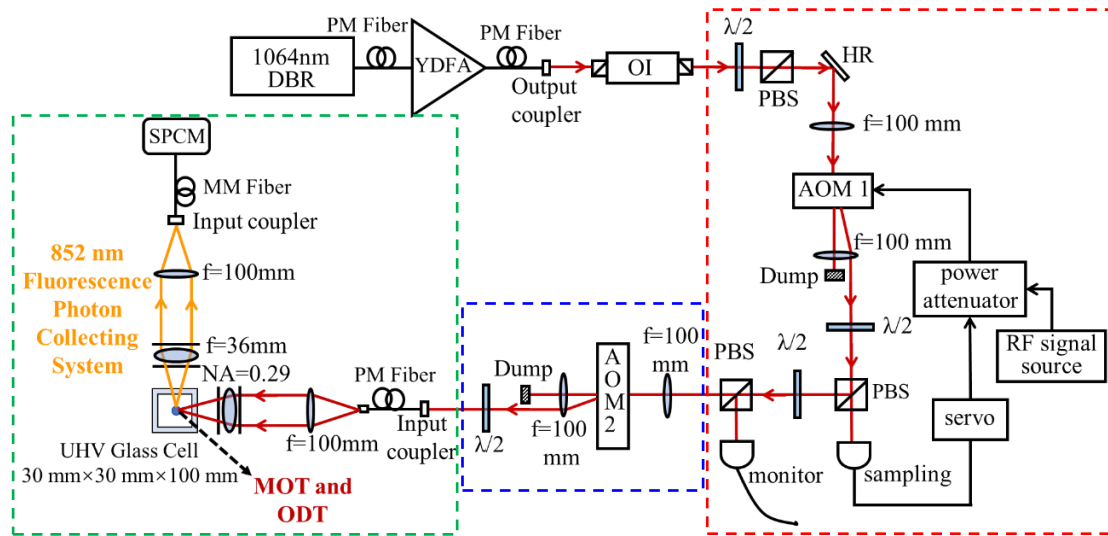 PM Fiber
PM Fiber
λ/2
1064nm
DBR
YDFA
OI
HR
Output
coupler
PBS
f=100 mm
SPCM
MM Fiber
Input coupler
AOM 1
852 nm
Fluorescence
Photon
Collecting
System
f=100mm
f=100 mm
Dump
power
attenuator
λ/2
RF signal
source
f=36mm
NA=0.29
PM Fiber
Dump
A
O
M
2
f=100
mm
PBS
λ/2
PBS
servo
f=100mm
Input
coupler
λ/2
f=100
mm
UHV Glass Cell
30 mm×30 mm×100 mm
MOT and
ODT
monitor
sampling